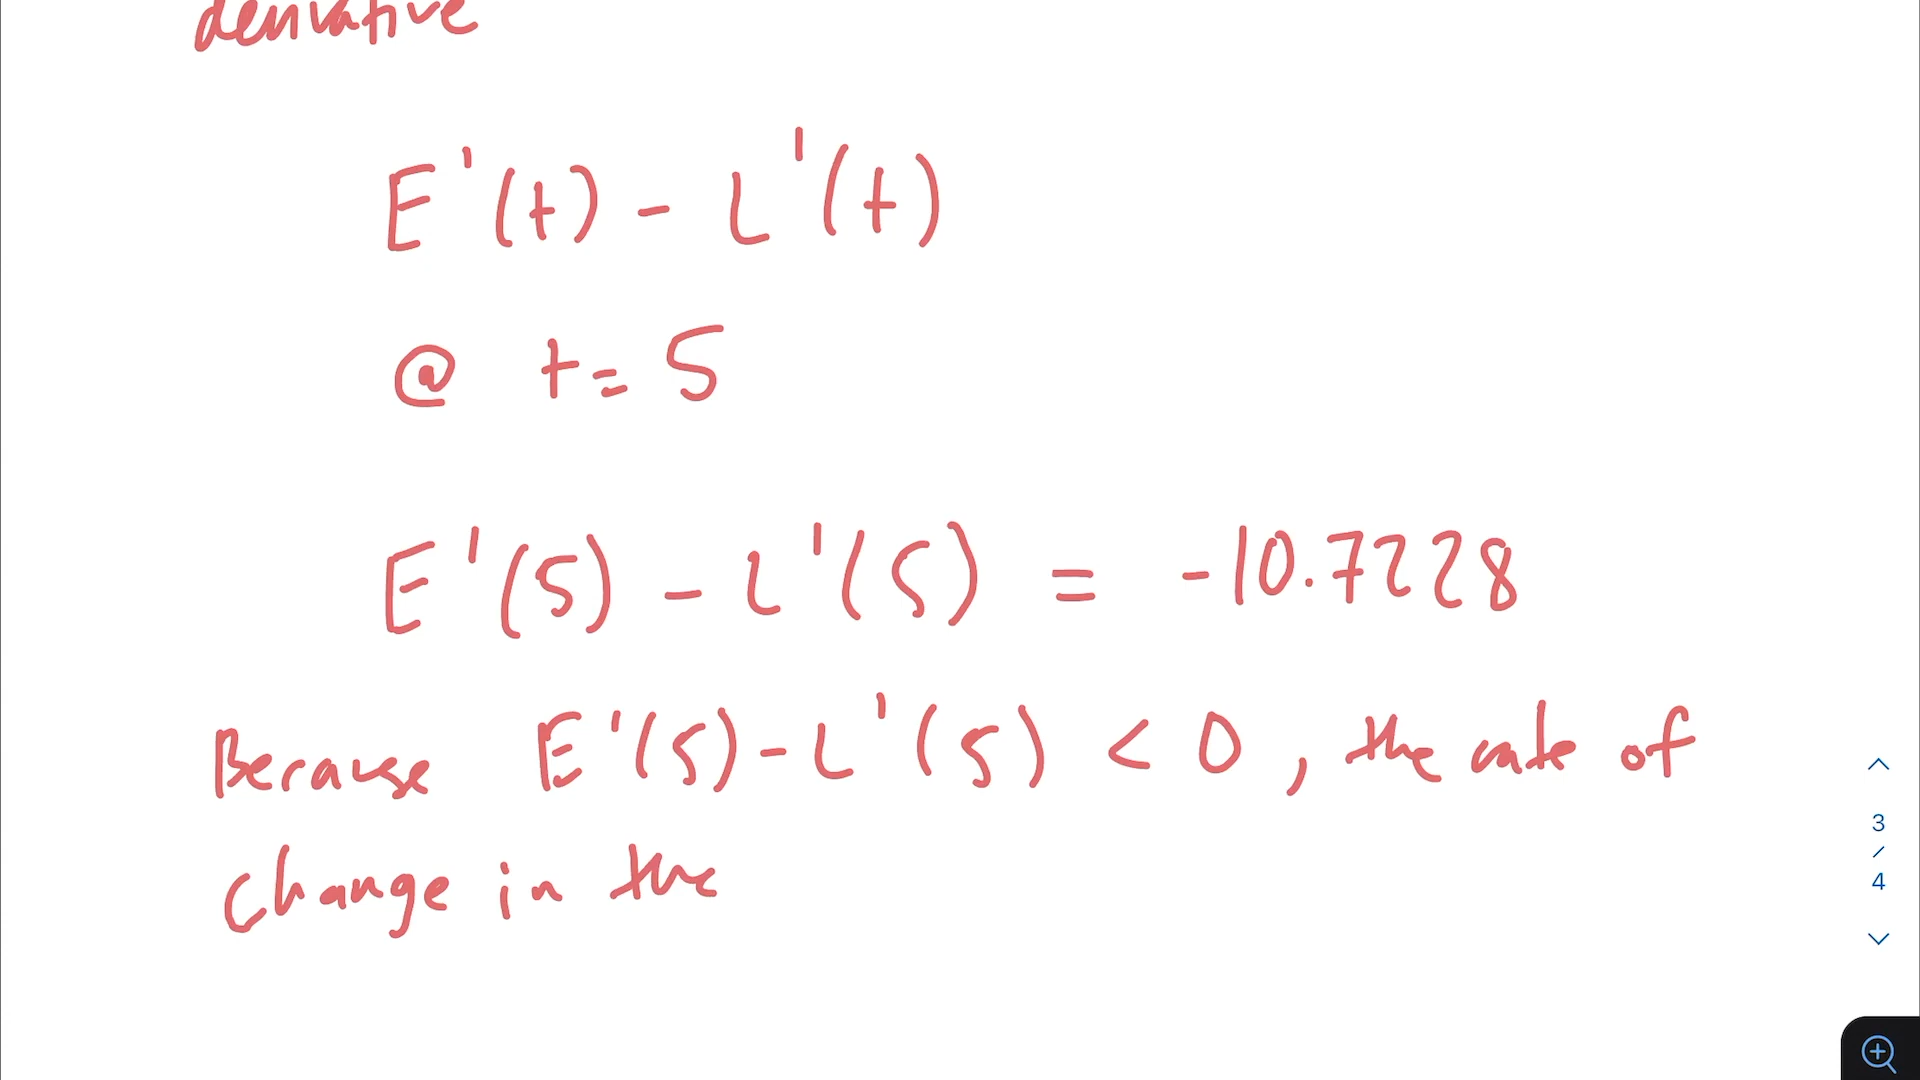 derivative
E'(t) - L'(t)
@ t = 5
E'(5) - L'(5) = -10.7228
Because E'(5) - L'(5) < 0, the rate of
change in the
3
/
4